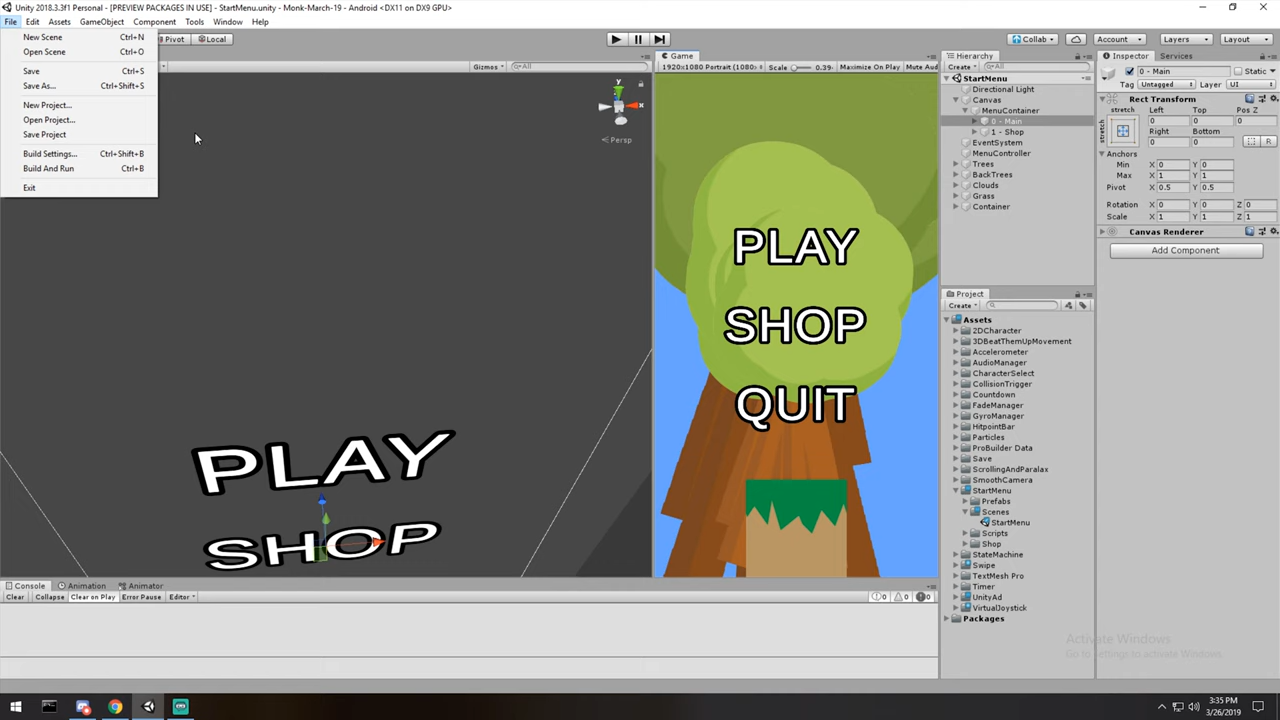 Unity 2018.3.3f1 Personal - [PREVIEW PACKAGES IN USE] - StartMenu.unity - Monk-March-19 - Android <DX11 on DX9 GPU>
File Edit Assets GameObject Component Tools Window Help
New Scene Ctrl+N
Open Scene Ctrl+O
Save Ctrl+S
Save As... Ctrl+Shift+S
New Project...
Open Project...
Save Project
Build Settings... Ctrl+Shift+B
Build And Run Ctrl+B
Exit
Pivot Local
Collab Account Layers Layout
Gizmos All
Persp
y
x
PLAY
SHOP
Game
1920x1080 Portrait (1080 Scale 0.39 Maximize On Play Mute Aud
PLAY
SHOP
QUIT
Hierarchy
Create All
StartMenu
Directional Light
Canvas
MenuContainer
0 - Main
1 - Shop
EventSystem
MenuController
Trees
BackTrees
Clouds
Grass
Container
Project
Create
Assets
2DCharacter
3DBeatThemUpMovement
Accelerometer
AudioManager
CharacterSelect
CollisionTrigger
Countdown
FadeManager
GyroManager
HitpointBar
Particles
ProBuilder Data
Save
ScrollingAndParalax
SmoothCamera
StartMenu
Prefabs
Scenes
StartMenu
Scripts
Shop
StateMachine
Swipe
TextMesh Pro
Timer
UnityAd
VirtualJoystick
Packages
Inspector Services
0 - Main Static
Tag Untagged Layer UI
Rect Transform
stretch Left Top Pos Z
stretch 0 0 0
Right Bottom
0 0 R
Anchors
Min X 0 Y 0
Max X 1 Y 1
Pivot X 0.5 Y 0.5
Rotation X 0 Y 0 Z 0
Scale X 1 Y 1 Z 1
Canvas Renderer
Add Component
Console Animation Animator
Clear Collapse Clear on Play Error Pause Editor 0 0 0
Activate Windows
Go to Settings to activate Windows.
3:35 PM
3/26/2019